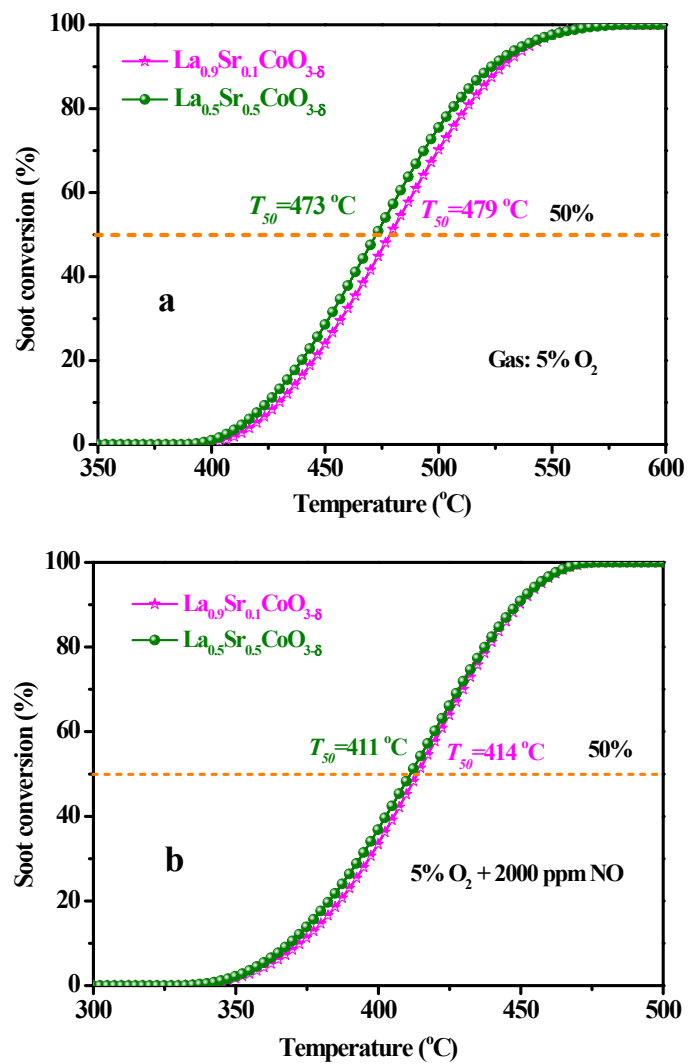 100
80
60
40
20
0
Soot conversion (%)
La₀.₉Sr₀.₁CoO₃₋δ
La₀.₅Sr₀.₅CoO₃₋δ
T₅₀=473 °C
T₅₀=479 °C
50%
a
Gas: 5% O₂
350 400 450 500 550 600
Temperature (°C)
100
80
60
40
20
0
Soot conversion (%)
La₀.₉Sr₀.₁CoO₃₋δ
La₀.₅Sr₀.₅CoO₃₋δ
T₅₀=411 °C
T₅₀=414 °C
50%
b
5% O₂ + 2000 ppm NO
300 350 400 450 500
Temperature (°C)